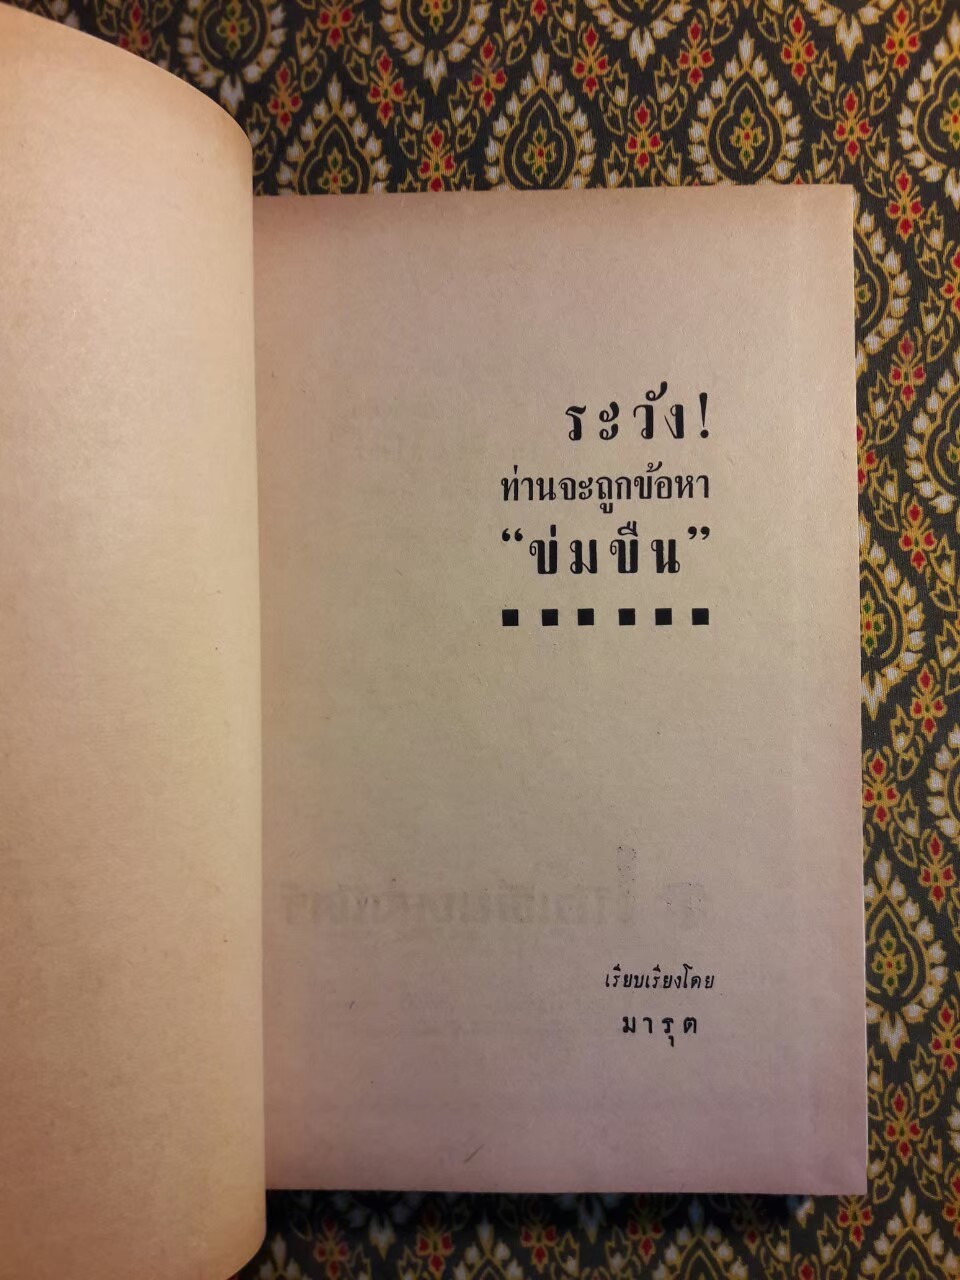 ระวัง!
ท่านจะถูกข้อหา
“ข่มขืน”
เรียบเรียงโดย
มารุต